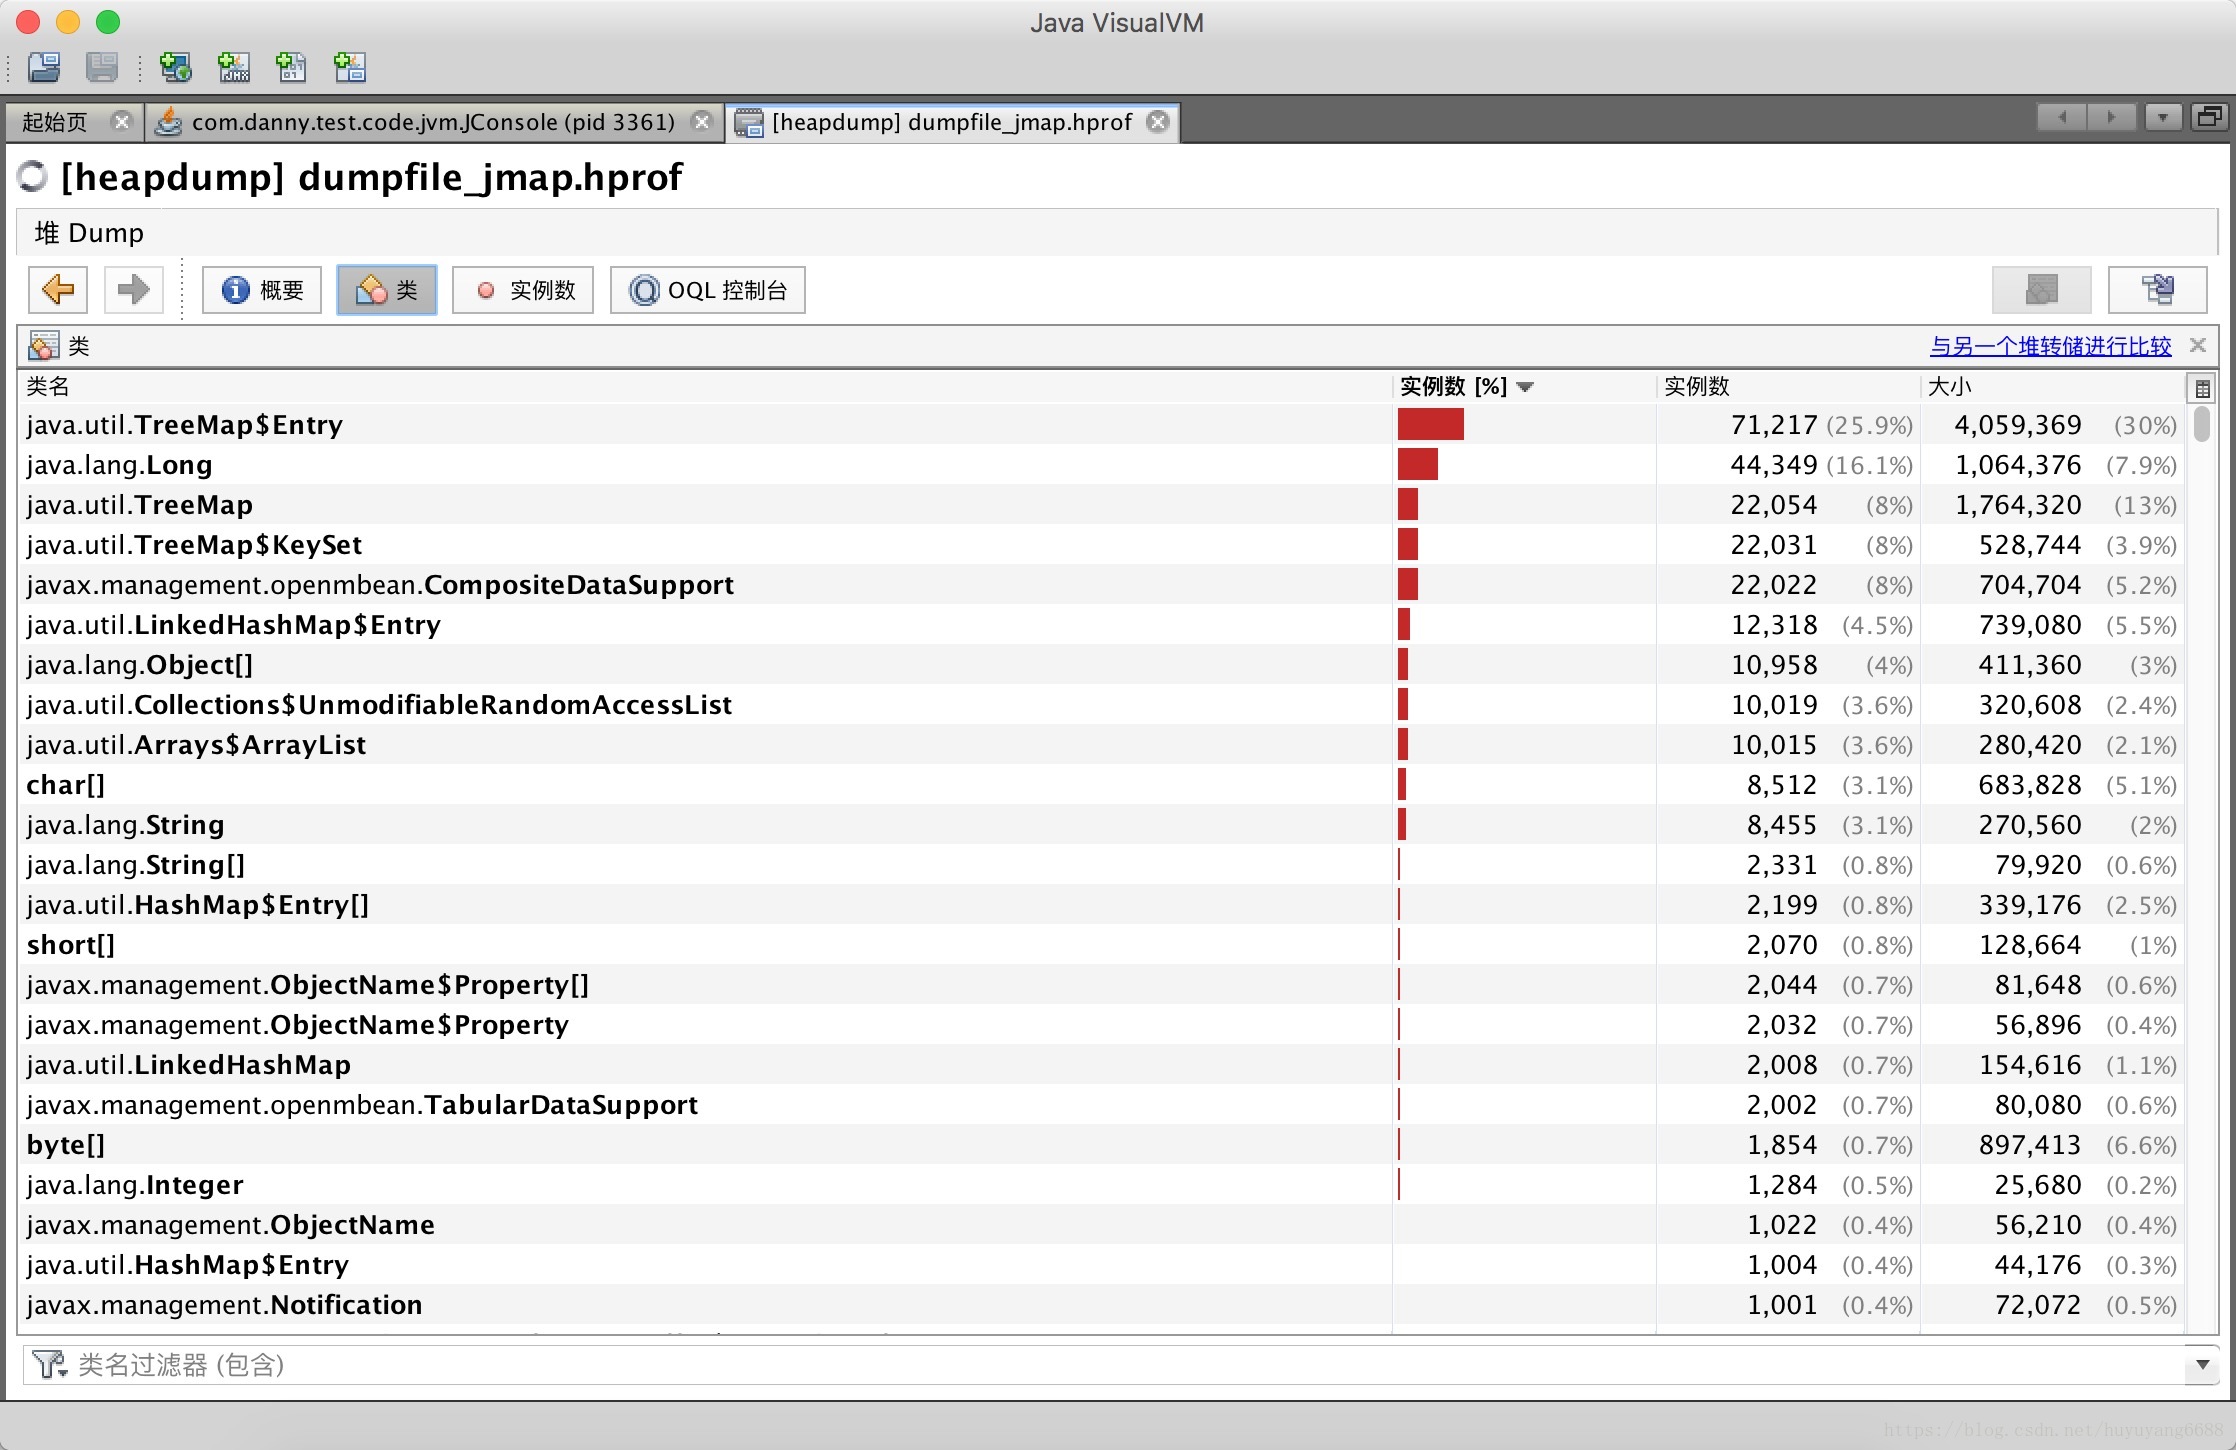 Java VisualVM
起始页
com.danny.test.code.jvm.JConsole (pid 3361)
[heapdump] dumpfile_jmap.hprof
[heapdump] dumpfile_jmap.hprof
堆 Dump
概要 类 实例数 OQL 控制台
类 与另一个堆转储进行比较
类名 实例数 [%] 实例数 大小
java.util.TreeMap$Entry 71,217 (25.9%) 4,059,369 (30%)
java.lang.Long 44,349 (16.1%) 1,064,376 (7.9%)
java.util.TreeMap 22,054 (8%) 1,764,320 (13%)
java.util.TreeMap$KeySet 22,031 (8%) 528,744 (3.9%)
javax.management.openmbean.CompositeDataSupport 22,022 (8%) 704,704 (5.2%)
java.util.LinkedHashMap$Entry 12,318 (4.5%) 739,080 (5.5%)
java.lang.Object[] 10,958 (4%) 411,360 (3%)
java.util.Collections$UnmodifiableRandomAccessList 10,019 (3.6%) 320,608 (2.4%)
java.util.Arrays$ArrayList 10,015 (3.6%) 280,420 (2.1%)
char[] 8,512 (3.1%) 683,828 (5.1%)
java.lang.String 8,455 (3.1%) 270,560 (2%)
java.lang.String[] 2,331 (0.8%) 79,920 (0.6%)
java.util.HashMap$Entry[] 2,199 (0.8%) 339,176 (2.5%)
short[] 2,070 (0.8%) 128,664 (1%)
javax.management.ObjectName$Property[] 2,044 (0.7%) 81,648 (0.6%)
javax.management.ObjectName$Property 2,032 (0.7%) 56,896 (0.4%)
java.util.LinkedHashMap 2,008 (0.7%) 154,616 (1.1%)
javax.management.openmbean.TabularDataSupport 2,002 (0.7%) 80,080 (0.6%)
byte[] 1,854 (0.7%) 897,413 (6.6%)
java.lang.Integer 1,284 (0.5%) 25,680 (0.2%)
javax.management.ObjectName 1,022 (0.4%) 56,210 (0.4%)
java.util.HashMap$Entry 1,004 (0.4%) 44,176 (0.3%)
javax.management.Notification 1,001 (0.4%) 72,072 (0.5%)
类名过滤器 (包含)
https://blog.csdn.net/huyuyang6688